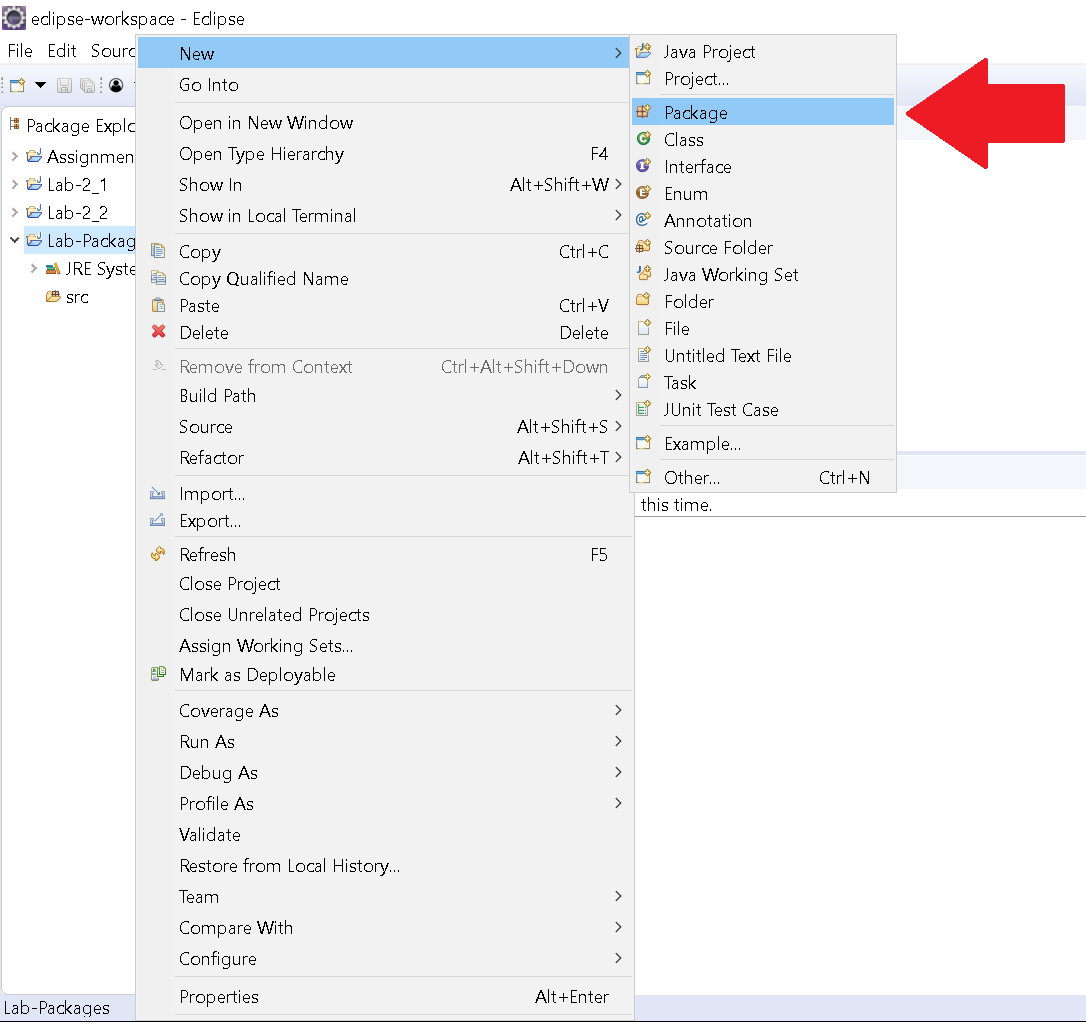 eclipse-workspace - Eclipse
File Edit Sourc
Package Explo
Assignmen
Lab-2_1
Lab-2_2
Lab-Packag
JRE Syste
src
New
Go Into
Open in New Window
Open Type Hierarchy F4
Show In Alt+Shift+W
Show in Local Terminal
Copy Ctrl+C
Copy Qualified Name
Paste Ctrl+V
Delete Delete
Remove from Context Ctrl+Alt+Shift+Down
Build Path
Source Alt+Shift+S
Refactor Alt+Shift+T
Import...
Export...
Refresh F5
Close Project
Close Unrelated Projects
Assign Working Sets...
Mark as Deployable
Coverage As
Run As
Debug As
Profile As
Validate
Restore from Local History...
Team
Compare With
Configure
Properties Alt+Enter
Java Project
Project...
Package
Class
Interface
Enum
Annotation
Source Folder
Java Working Set
Folder
File
Untitled Text File
Task
JUnit Test Case
Example...
Other... Ctrl+N
this time.
Lab-Packages